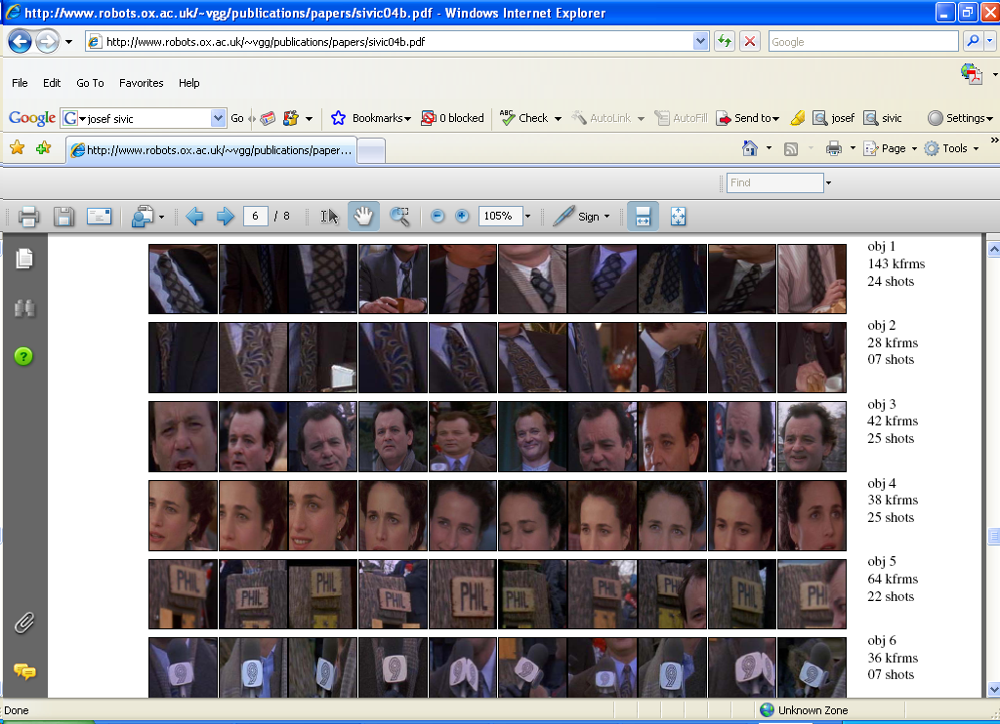 http://www.robots.ox.ac.uk/~vgg/publications/papers/sivic04b.pdf - Windows Internet Explorer
http://www.robots.ox.ac.uk/~vgg/publications/papers/sivic04b.pdf
Google
File Edit Go To Favorites Help
Google G josef sivic Go Bookmarks 0 blocked ABC Check AutoLink AutoFill Send to josef sivic Settings
http://www.robots.ox.ac.uk/~vgg/publications/paper... Page Tools
Find
6 / 8 105% Sign
obj 1
143 kfrms
24 shots
obj 2
28 kfrms
07 shots
obj 3
42 kfrms
25 shots
obj 4
38 kfrms
25 shots
PHIL PHIL PHIL PHIL PHIL PHIL PHIL PHIL PHIL PHIL
obj 5
64 kfrms
22 shots
9 9 9 9 9 9 9 9 9 9
obj 6
36 kfrms
07 shots
Done Unknown Zone